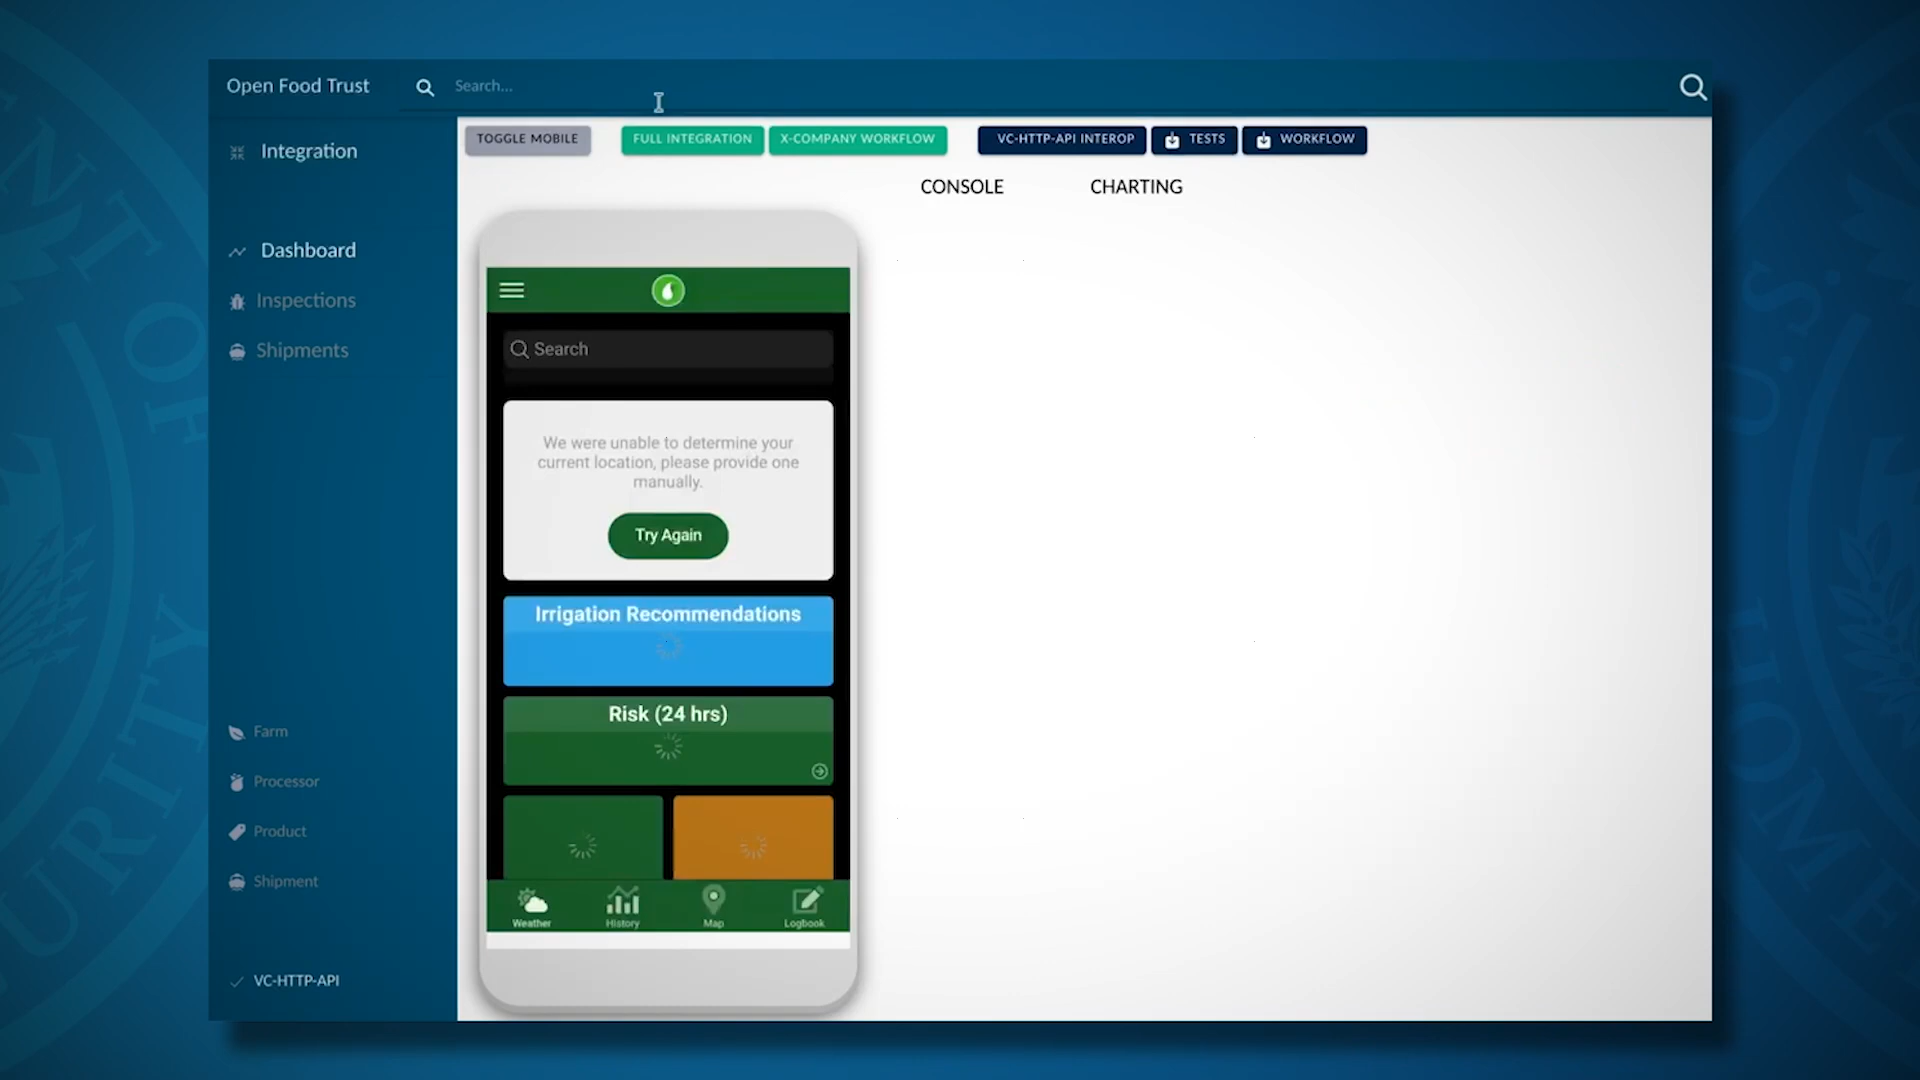 Open Food Trust
Search...
TOGGLE MOBILE
FULL INTEGRATION
X-COMPANY WORKFLOW
VC-HTTP-API INTEROP
TESTS
WORKFLOW
Integration
CONSOLE
CHARTING
Dashboard
Inspections
Shipments
Farm
Processor
Product
Shipment
VC-HTTP-API
Search
We were unable to determine your
current location, please provide one
manually.
Try Again
Irrigation Recommendations
Risk (24 hrs)
Weather
History
Map
Logbook